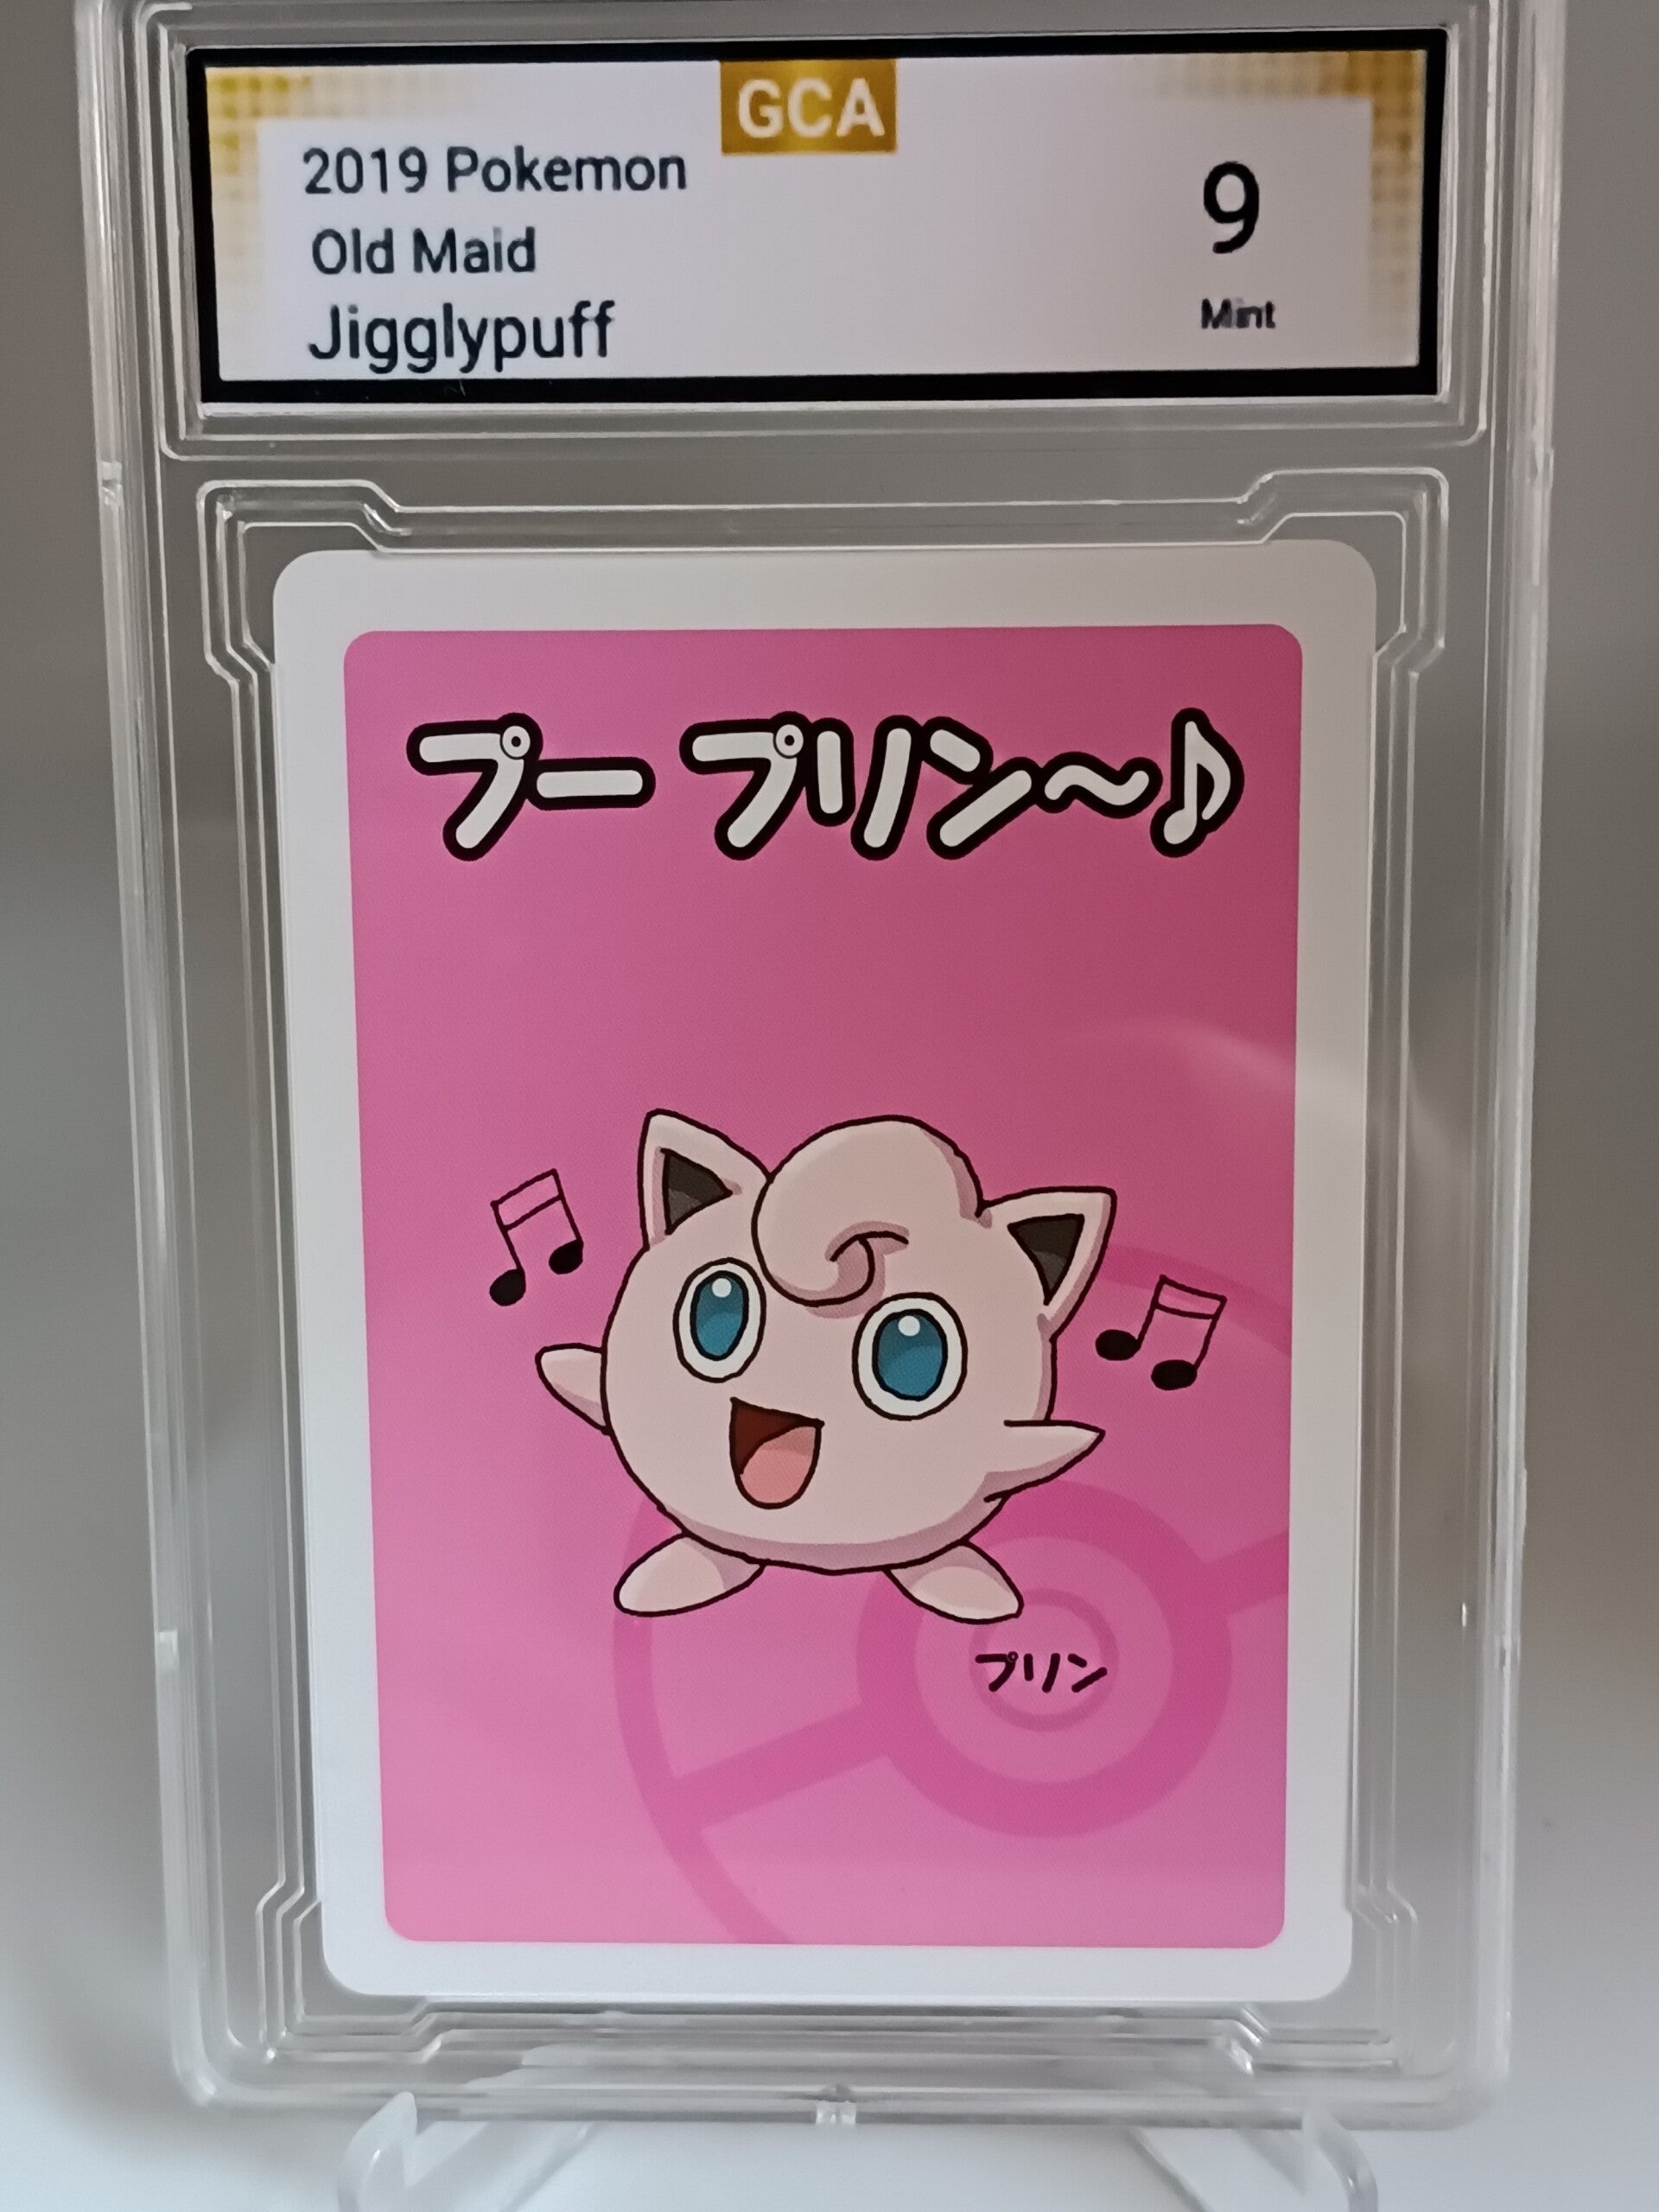 GCA
2019 Pokemon
Old Maid
Jigglypuff
9
Mint
プー プリン～♪
プリン